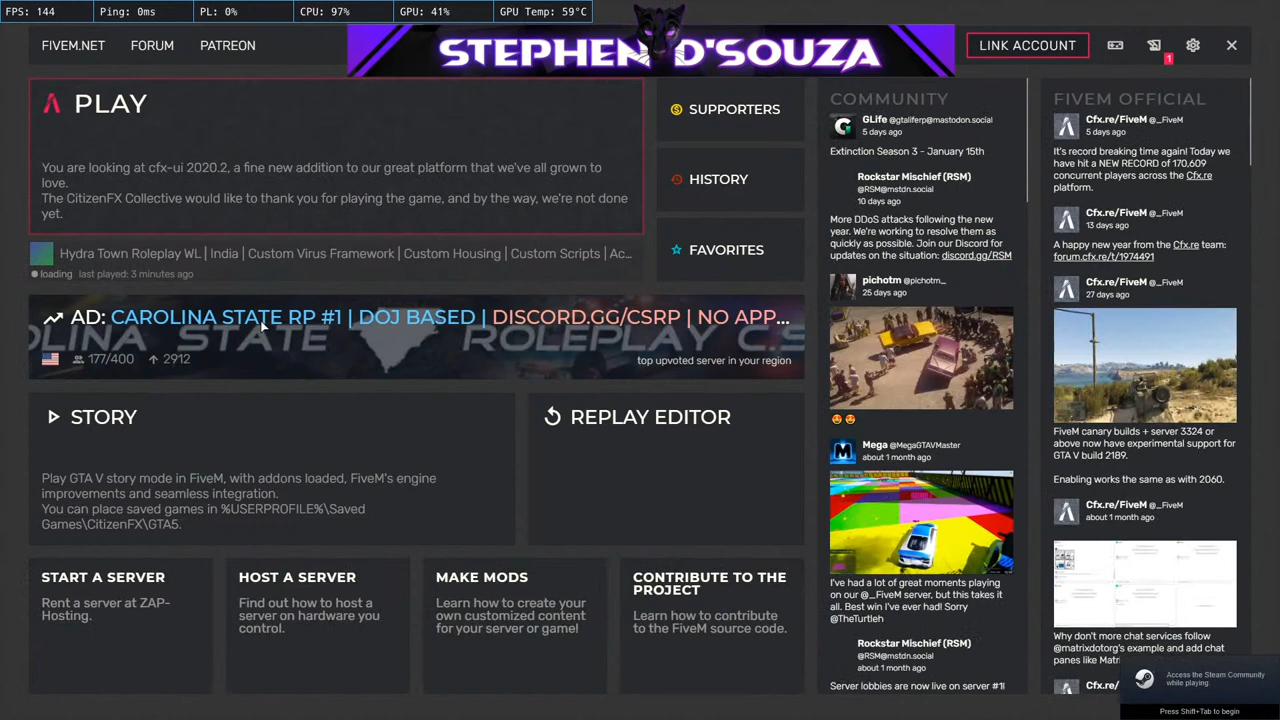 FPS: 144
Ping: 0ms
PL: 0%
CPU: 97%
GPU: 41%
GPU Temp: 59°C
FIVEM.NET
FORUM
PATREON
STEPHEN D'SOUZA
LINK ACCOUNT
1
PLAY
You are looking at cfx-ui 2020.2, a fine new addition to our great platform that we've all grown to
love.
The CitizenFX Collective would like to thank you for playing the game, and by the way, we're not done
yet.
Hydra Town Roleplay WL | India | Custom Virus Framework | Custom Housing | Custom Scripts | Ac...
loading
last played: 3 minutes ago
SUPPORTERS
HISTORY
FAVORITES
AD: CAROLINA STATE RP #1 | DOJ BASED | DISCORD.GG/CSRP | NO APP...
OLINA STATE ROLEPLAY C.S
177/400
2912
top upvoted server in your region
STORY
Play GTA V story mode in FiveM, with addons loaded, FiveM's engine
improvements and seamless integration.
You can place saved games in %USERPROFILE%\Saved
Games\CitizenFX\GTA5.
REPLAY EDITOR
START A SERVER
Rent a server at ZAP-
Hosting.
HOST A SERVER
Find out how to host a
server on hardware you
control.
MAKE MODS
Learn how to create your
own customized content
for your server or game!
CONTRIBUTE TO THE
PROJECT
Learn how to contribute
to the FiveM source code.
COMMUNITY
GLife @gtaliferp@mastodon.social
5 days ago
Extinction Season 3 - January 15th
Rockstar Mischief (RSM)
@RSM@mstdn.social
10 days ago
More DDoS attacks following the new
year. We're working to resolve them as
quickly as possible. Join our Discord for
updates on the situation: discord.gg/RSM
pichotm @pichotm_
25 days ago
Mega @MegaGTAVMaster
about 1 month ago
I've had a lot of great moments playing
on our @_FiveM server, but this takes it
all. Best win I've ever had! Sorry
@TheTurtleh
Rockstar Mischief (RSM)
@RSM@mstdn.social
about 1 month ago
Server lobbies are now live on server #1!
FIVEM OFFICIAL
Cfx.re/FiveM @_FiveM
5 days ago
It's record breaking time again! Today we
have hit a NEW RECORD of 170,609
concurrent players across the Cfx.re
platform.
Cfx.re/FiveM @_FiveM
13 days ago
A happy new year from the Cfx.re team:
forum.cfx.re/t/1974491
Cfx.re/FiveM @_FiveM
27 days ago
FiveM canary builds + server 3324 or
above now have experimental support for
GTA V build 2189.
Enabling works the same as with 2060.
Cfx.re/FiveM @_FiveM
about 1 month ago
Why don't more chat services follow
@matrixdotorg's example and add chat
panes like Matri
Cfx.re/
Access the Steam Community
while playing.
Press Shift+Tab to begin